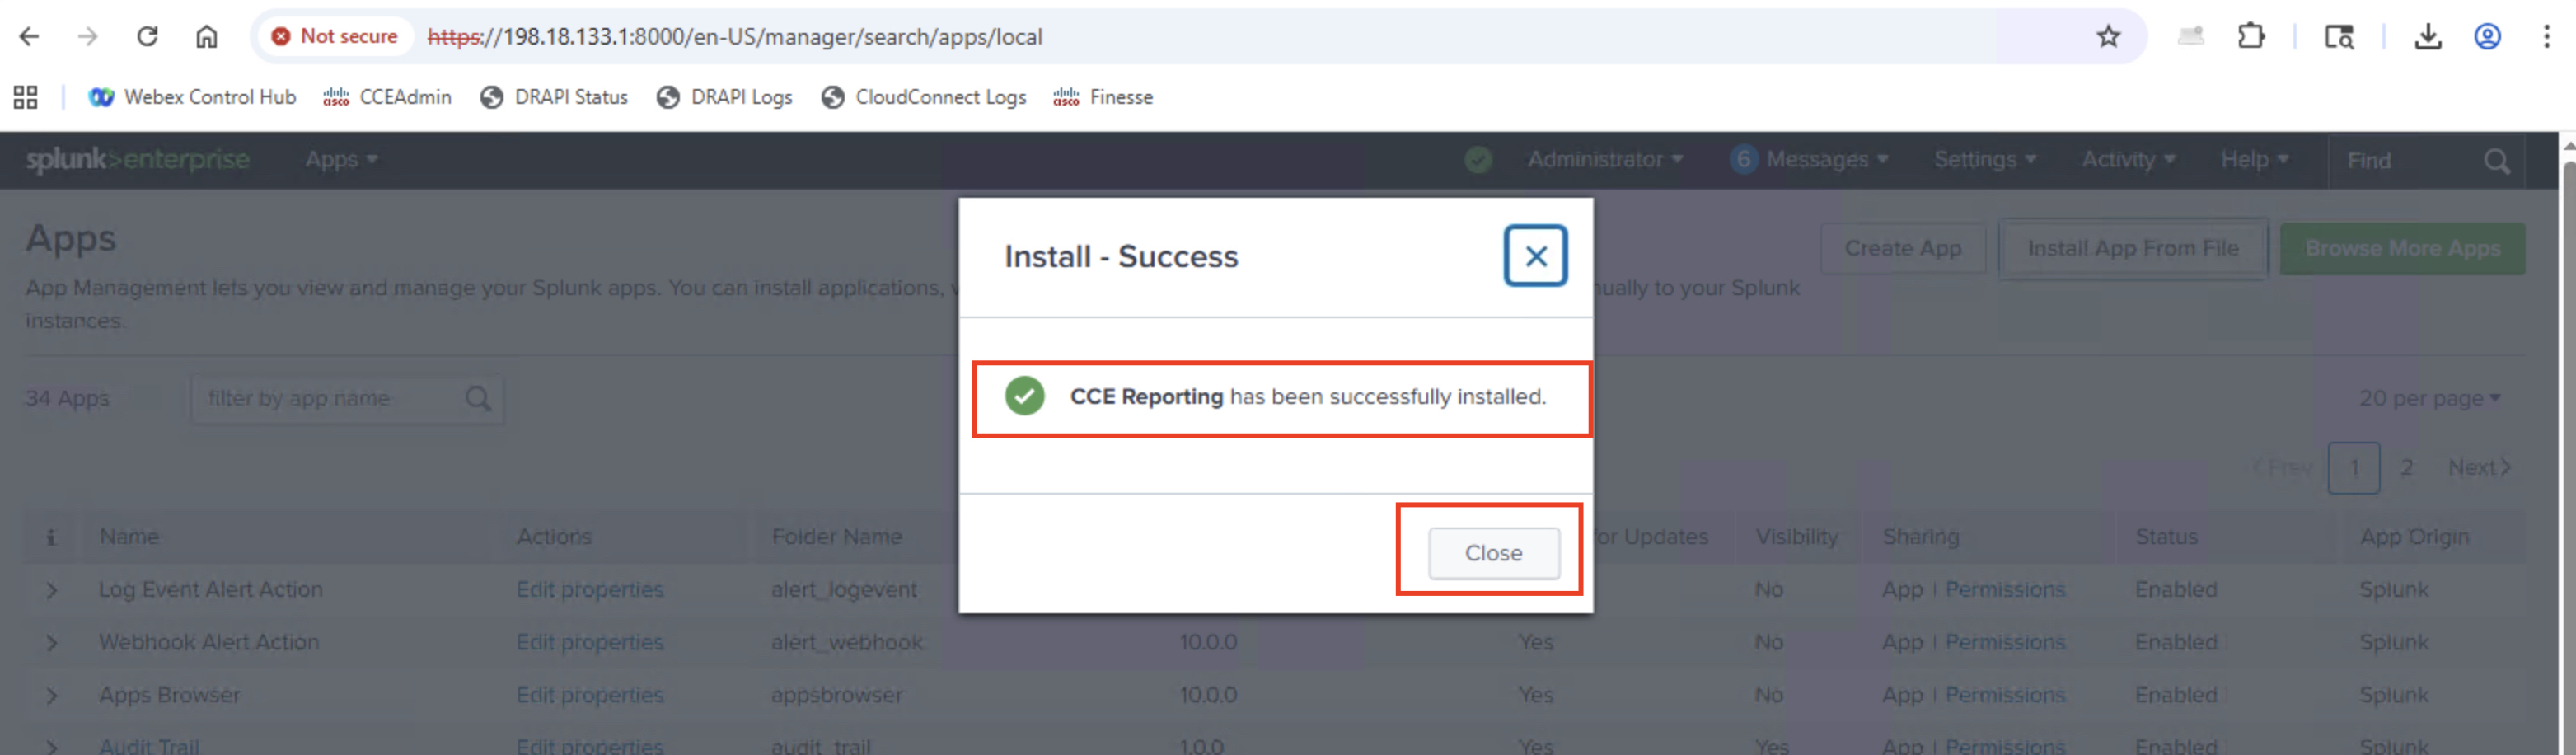 Not secure https://198.18.133.1:8000/en-US/manager/search/apps/local
Webex Control Hub CCEAdmin DRAPI Status DRAPI Logs CloudConnect Logs Finesse
splunk>enterprise Apps Administrator 6 Messages Settings Activity Help Find
Apps Create App Install App From File Browse More Apps
Install - Success
App Management lets you view and manage your Splunk apps. You can install applications, nually to your Splunk
instances.
34 Apps filter by app name CCE Reporting has been successfully installed. 20 per page
Prev 1 2 Next
Close
Name Actions Folder Name for Updates Visibility Sharing Status App Origin
Log Event Alert Action Edit properties alert_logevent No App | Permissions Enabled Splunk
Webhook Alert Action Edit properties alert_webhook 10.0.0 Yes No App | Permissions Enabled Splunk
Apps Browser Edit properties appsbrowser 10.0.0 Yes No App | Permissions Enabled Splunk
Audit Trail Edit properties audit_trail 1.0.0 Yes Yes App | Permissions Enabled Splunk